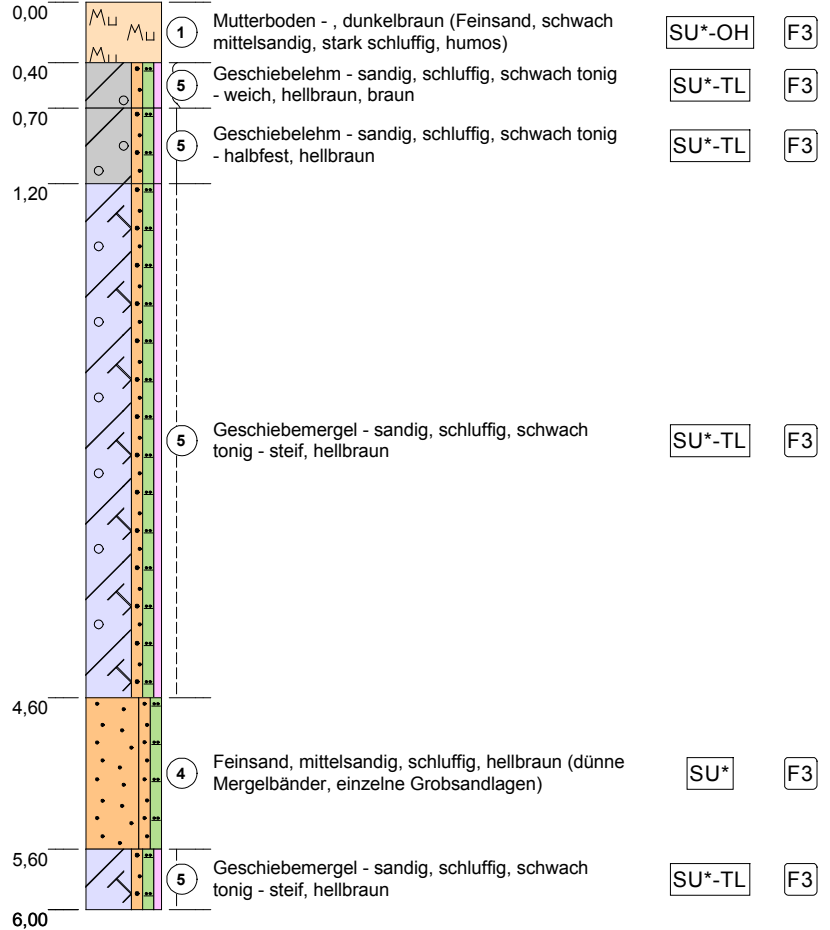 0,00
Mu Mu Mu
1
Mutterboden - , dunkelbraun (Feinsand, schwach
mittelsandig, stark schluffig, humos)
SU*-OH F3
0,40
5
Geschiebelehm - sandig, schluffig, schwach tonig
- weich, hellbraun, braun
SU*-TL F3
0,70
5
Geschiebelehm - sandig, schluffig, schwach tonig
- halbfest, hellbraun
SU*-TL F3
1,20
5
Geschiebemergel - sandig, schluffig, schwach
tonig - steif, hellbraun
SU*-TL F3
4,60
4
Feinsand, mittelsandig, schluffig, hellbraun (dünne
Mergelbänder, einzelne Grobsandlagen)
SU* F3
5,60
5
Geschiebemergel - sandig, schluffig, schwach
tonig - steif, hellbraun
SU*-TL F3
6,00